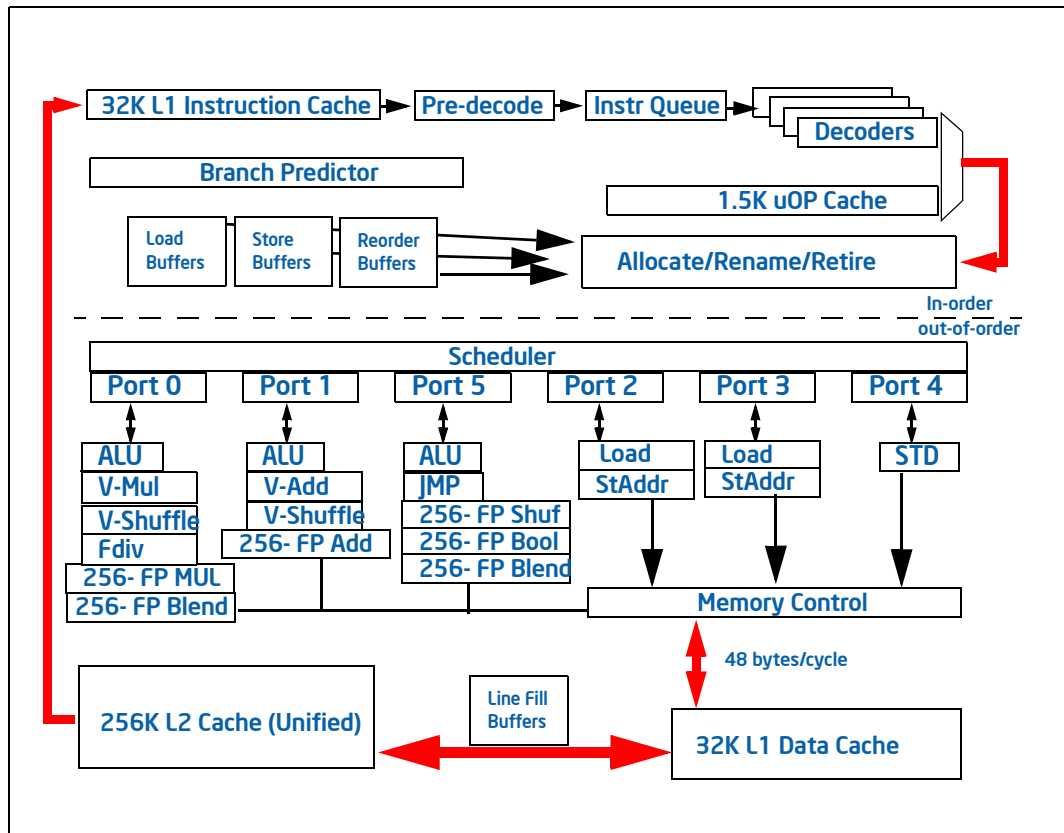 32K L1 Instruction Cache
Pre-decode
Instr Queue
Decoders
Branch Predictor
1.5K uOP Cache
Load
Buffers
Store
Buffers
Reorder
Buffers
Allocate/Rename/Retire
In-order
out-of-order
Scheduler
Port 0
Port 1
Port 5
Port 2
Port 3
Port 4
ALU
V-Mul
V-Shuffle
Fdiv
256- FP MUL
256- FP Blend
ALU
V-Add
V-Shuffle
256- FP Add
ALU
JMP
256- FP Shuf
256- FP Bool
256- FP Blend
Load
StAddr
Load
StAddr
STD
Memory Control
48 bytes/cycle
256K L2 Cache (Unified)
Line Fill
Buffers
32K L1 Data Cache